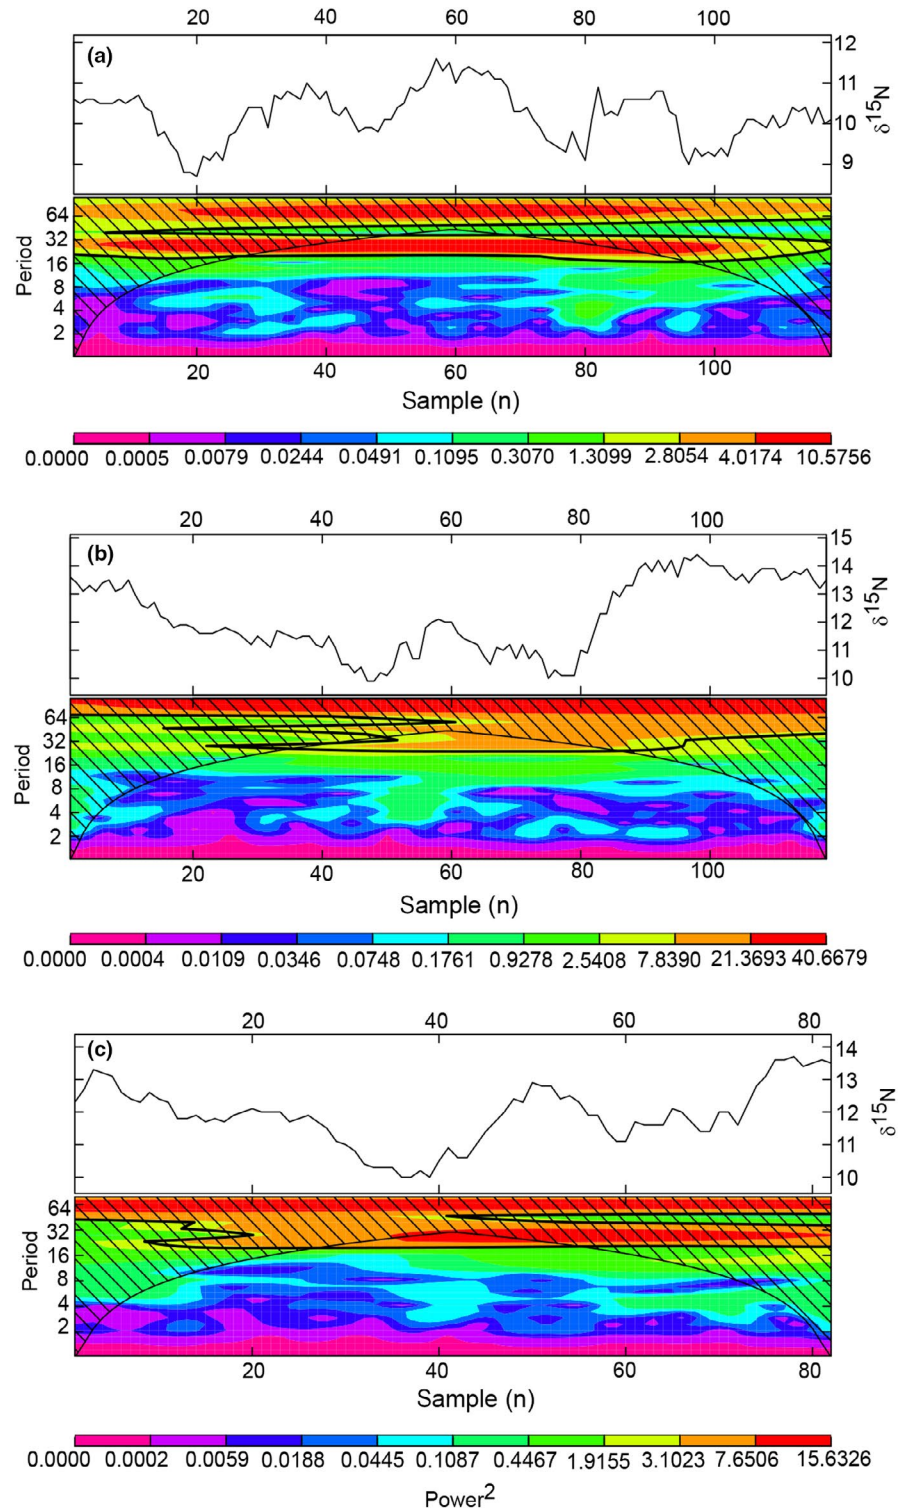 20 40 60 80 100
(a)
12
11
10
9
δ15N
64
32
16
8
4
2
Period
20 40 60 80 100
Sample (n)
0.0000 0.0005 0.0079 0.0244 0.0491 0.1095 0.3070 1.3099 2.8054 4.0174 10.5756
20 40 60 80 100
(b)
15
14
13
12
11
10
δ15N
64
32
16
8
4
2
Period
20 40 60 80 100
Sample (n)
0.0000 0.0004 0.0109 0.0346 0.0748 0.1761 0.9278 2.5408 7.8390 21.3693 40.6679
20 40 60 80
(c)
14
13
12
11
10
δ15N
64
32
16
8
4
2
Period
20 40 60 80
Sample (n)
0.0000 0.0002 0.0059 0.0188 0.0445 0.1087 0.4467 1.9155 3.1023 7.6506 15.6326
Power2